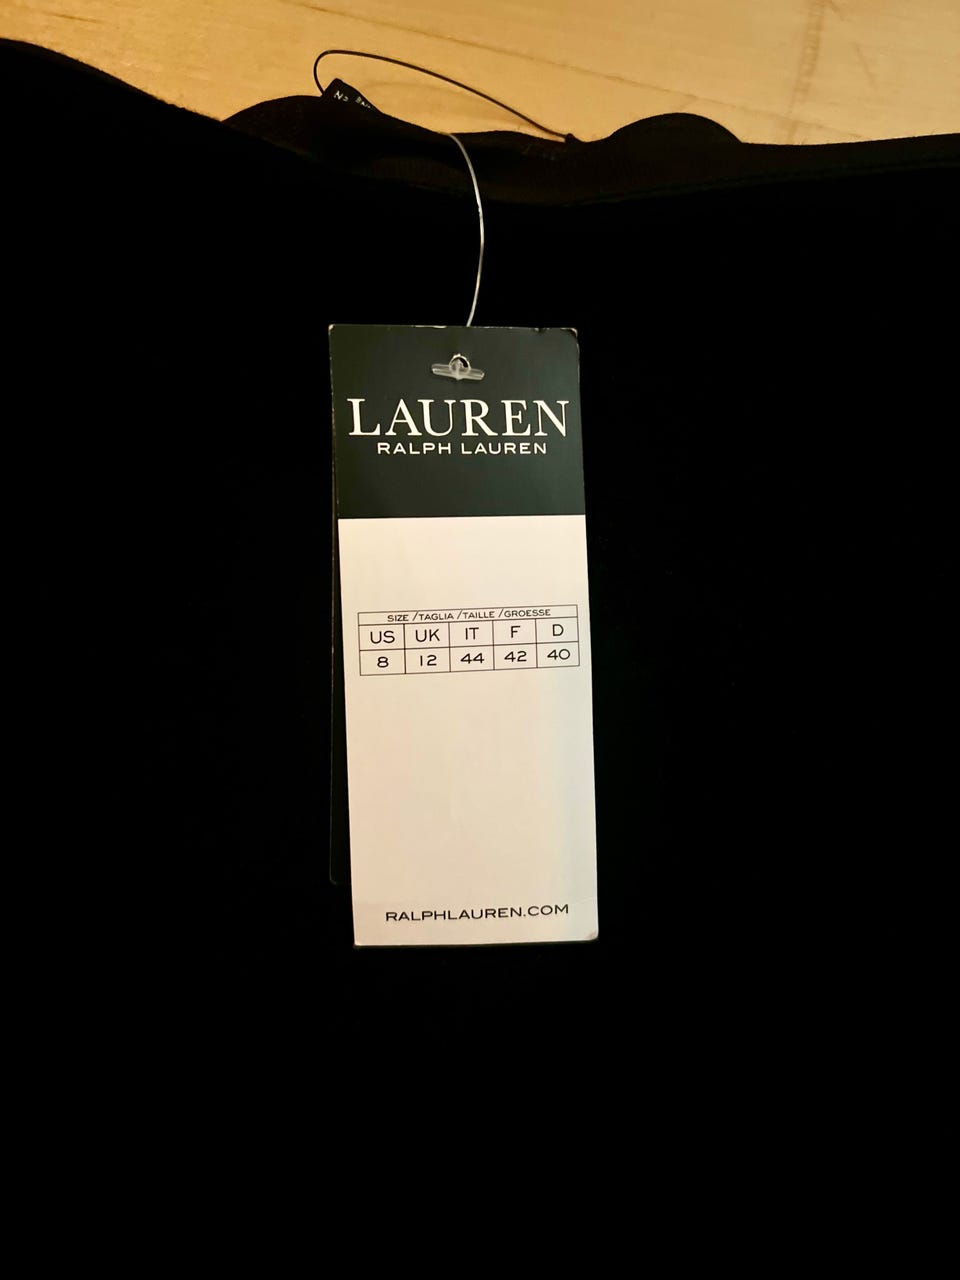 LAUREN
RALPH LAUREN
SIZE /TAGLIA /TAILLE /GROESSE
US UK IT F D
8 12 44 42 40
RALPHLAUREN.COM